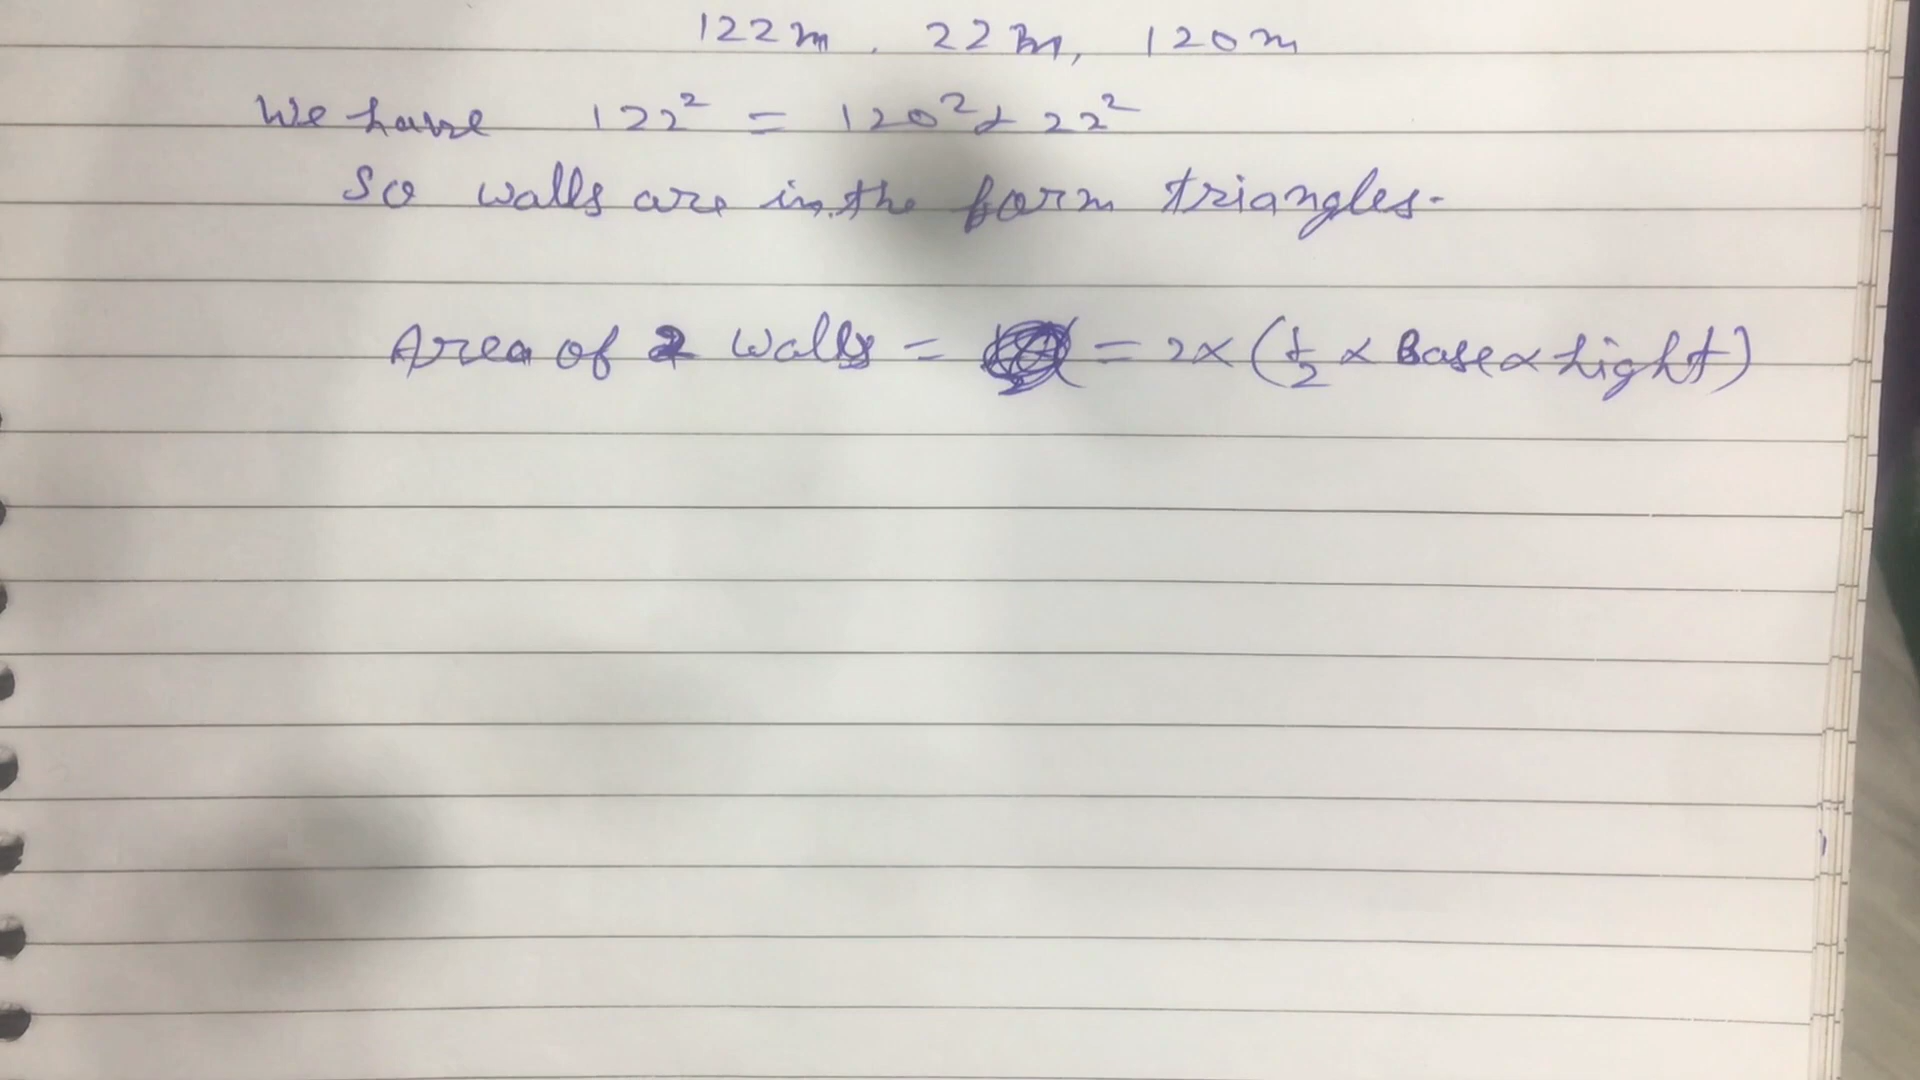 122m, 22m, 120m
We have 122² = 120² + 22²
So walls are in the form triangles.
Area of 2 walls = = 2 × (1/2 × Base × hight)